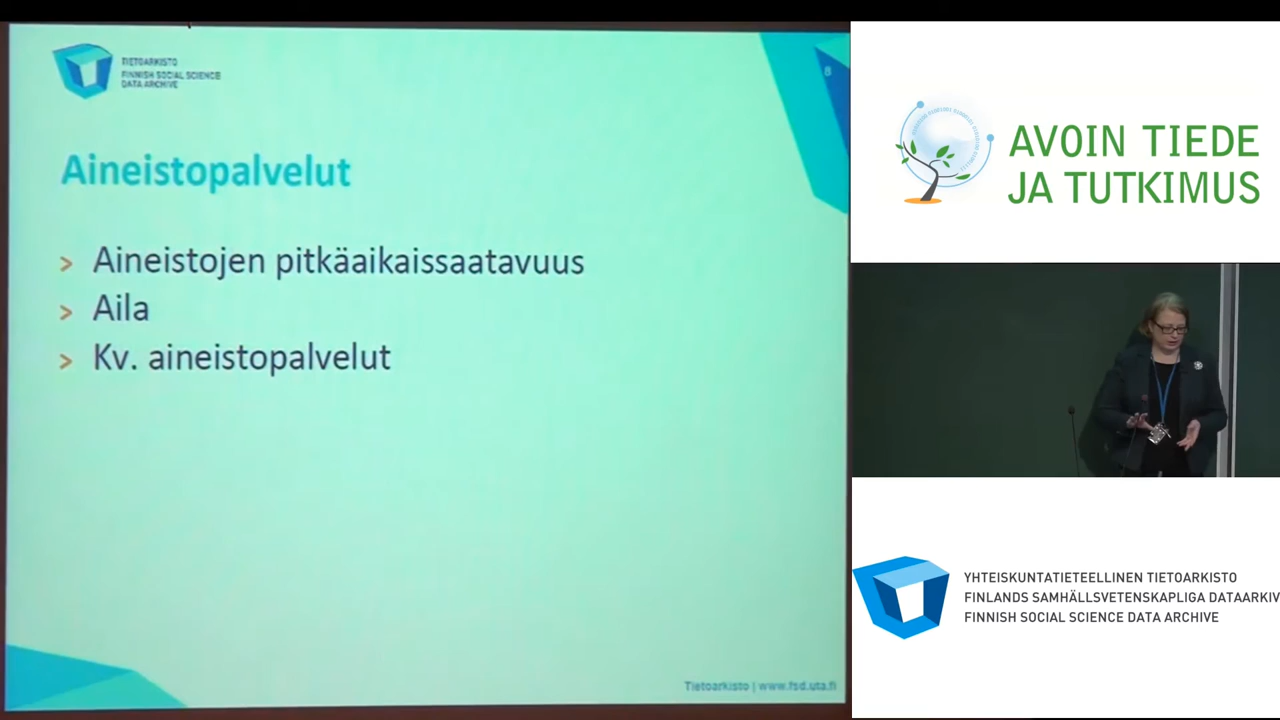 TIETOARKISTO
FINNISH SOCIAL SCIENCE
DATA ARCHIVE
8
Aineistopalvelut
> Aineistojen pitkäaikaissaatavuus
> Aila
> Kv. aineistopalvelut
Tietoarkisto | www.fsd.uta.fi
AVOIN TIEDE
JA TUTKIMUS
YHTEISKUNTATIETEELLINEN TIETOARKISTO
FINLANDS SAMHÄLLSVETENSKAPLIGA DATAARKIV
FINNISH SOCIAL SCIENCE DATA ARCHIVE